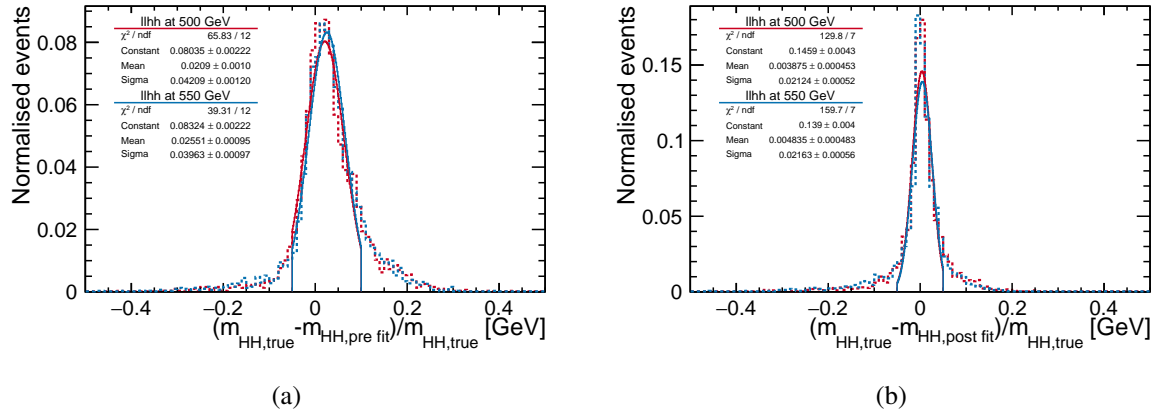 llhh at 500 GeV
χ² / ndf 65.83 / 12
Constant 0.08035 ± 0.00222
Mean 0.0209 ± 0.0010
Sigma 0.04209 ± 0.00120
llhh at 550 GeV
χ² / ndf 39.31 / 12
Constant 0.08324 ± 0.00222
Mean 0.02551 ± 0.00095
Sigma 0.03963 ± 0.00097
Normalised events
0.08
0.06
0.04
0.02
0
−0.4 −0.2 0 0.2 0.4
(m_HH,true -m_HH,pre fit)/m_HH,true [GeV]
(a)
llhh at 500 GeV
χ² / ndf 129.8 / 7
Constant 0.1459 ± 0.0043
Mean 0.003875 ± 0.000453
Sigma 0.02124 ± 0.00052
llhh at 550 GeV
χ² / ndf 159.7 / 7
Constant 0.139 ± 0.004
Mean 0.004835 ± 0.000483
Sigma 0.02163 ± 0.00056
Normalised events
0.15
0.1
0.05
0
−0.4 −0.2 0 0.2 0.4
(m_HH,true -m_HH,post fit)/m_HH,true [GeV]
(b)